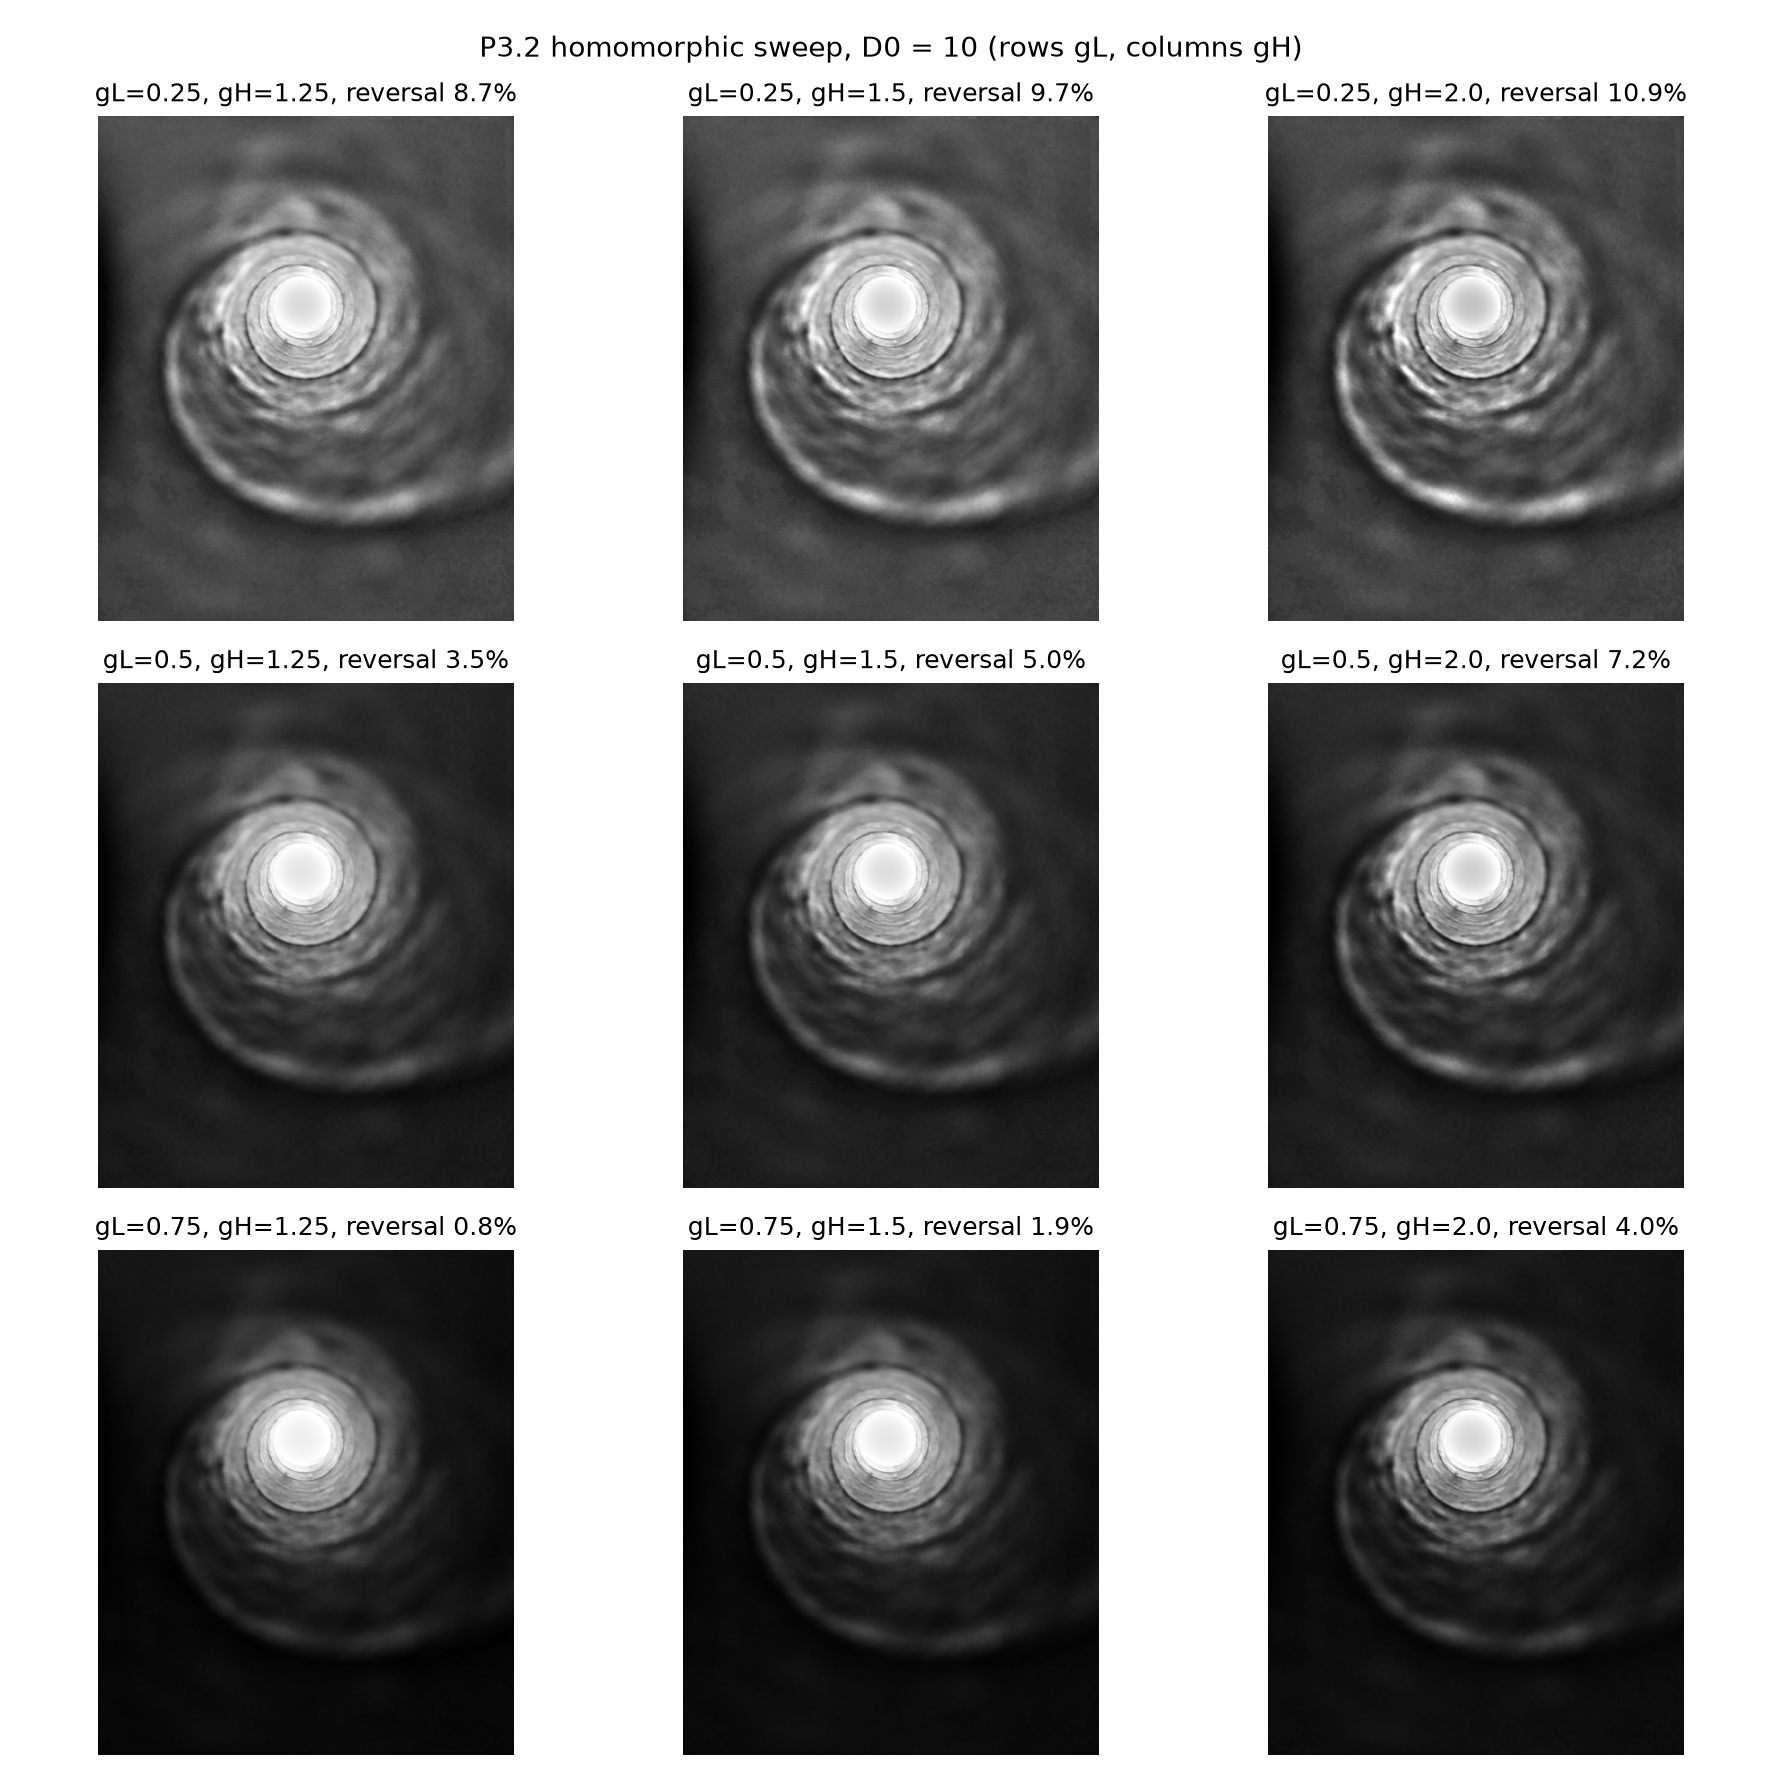 P3.2 homomorphic sweep, D0 = 10 (rows gL, columns gH)
gL=0.25, gH=1.25, reversal 8.7%
gL=0.25, gH=1.5, reversal 9.7%
gL=0.25, gH=2.0, reversal 10.9%
gL=0.5, gH=1.25, reversal 3.5%
gL=0.5, gH=1.5, reversal 5.0%
gL=0.5, gH=2.0, reversal 7.2%
gL=0.75, gH=1.25, reversal 0.8%
gL=0.75, gH=1.5, reversal 1.9%
gL=0.75, gH=2.0, reversal 4.0%